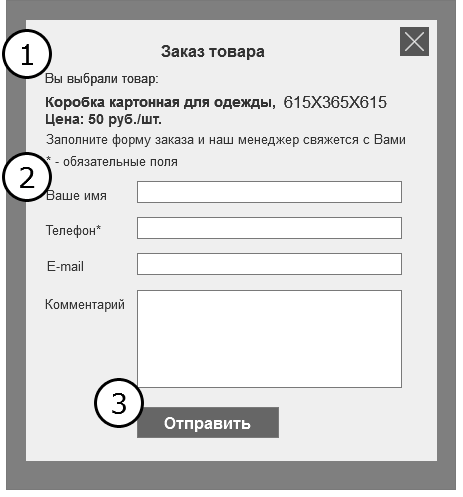 1
Заказ товара
Вы выбрали товар:
Коробка картонная для одежды, 615X365X615
Цена: 50 руб./шт.
Заполните форму заказа и наш менеджер свяжется с Вами
* - обязательные поля
2
Ваше имя
Телефон*
E-mail
Комментарий
3
Отправить